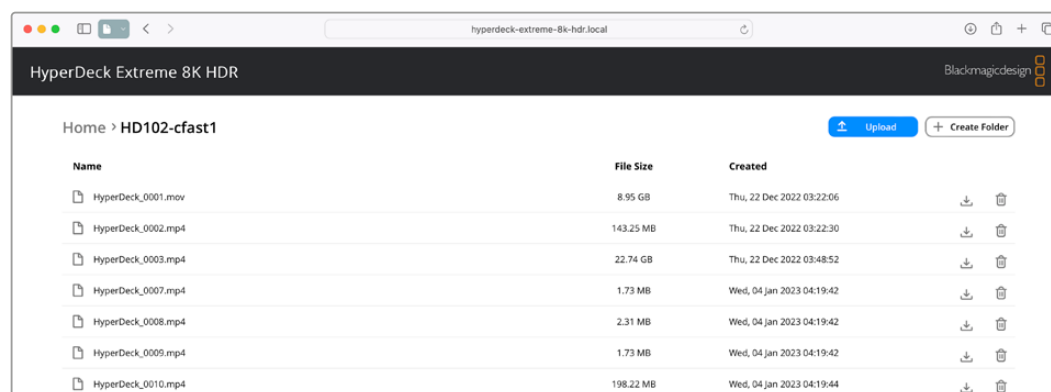 hyperdeck-extreme-8k-hdr.local
HyperDeck Extreme 8K HDR
Blackmagicdesign
Home > HD102-cfast1
Upload
+ Create Folder
Name File Size Created
HyperDeck_0001.mov 8.95 GB Thu, 22 Dec 2022 03:22:06
HyperDeck_0002.mp4 143.25 MB Thu, 22 Dec 2022 03:22:30
HyperDeck_0003.mp4 22.74 GB Thu, 22 Dec 2022 03:48:52
HyperDeck_0007.mp4 1.73 MB Wed, 04 Jan 2023 04:19:42
HyperDeck_0008.mp4 2.31 MB Wed, 04 Jan 2023 04:19:42
HyperDeck_0009.mp4 1.73 MB Wed, 04 Jan 2023 04:19:42
HyperDeck_0010.mp4 198.22 MB Wed, 04 Jan 2023 04:19:44